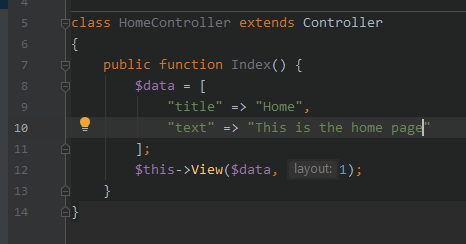 4
5 class HomeController extends Controller
6 {
7 public function Index() {
8 $data = [
9 "title" => "Home",
10 "text" => "This is the home page"
11 ];
12 $this->View($data, layout: 1);
13 }
14 }